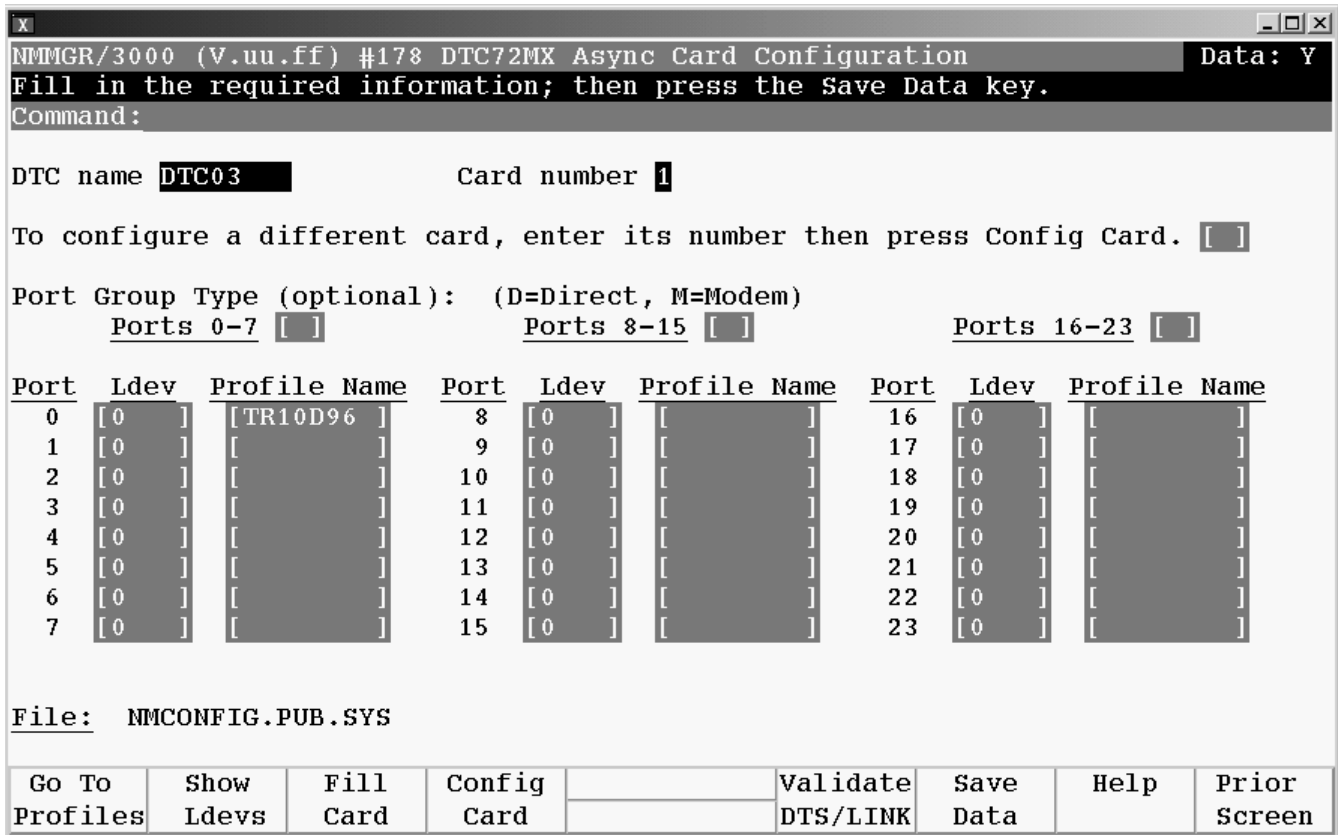 X
NMMGR/3000 (V.uu.ff) #178 DTC72MX Async Card Configuration Data: Y
Fill in the required information; then press the Save Data key.
Command:
DTC name DTC03 Card number 1
To configure a different card, enter its number then press Config Card. [ ]
Port Group Type (optional): (D=Direct, M=Modem)
Ports 0-7 [ ] Ports 8-15 [ ] Ports 16-23 [ ]
Port Ldev Profile Name Port Ldev Profile Name Port Ldev Profile Name
0 [0 ] [TR10D96 ] 8 [0 ] [ ] 16 [0 ] [ ]
1 [0 ] [ ] 9 [0 ] [ ] 17 [0 ] [ ]
2 [0 ] [ ] 10 [0 ] [ ] 18 [0 ] [ ]
3 [0 ] [ ] 11 [0 ] [ ] 19 [0 ] [ ]
4 [0 ] [ ] 12 [0 ] [ ] 20 [0 ] [ ]
5 [0 ] [ ] 13 [0 ] [ ] 21 [0 ] [ ]
6 [0 ] [ ] 14 [0 ] [ ] 22 [0 ] [ ]
7 [0 ] [ ] 15 [0 ] [ ] 23 [0 ] [ ]
File: NMCONFIG.PUB.SYS
Go To Show Fill Config Validate Save Help Prior
Profiles Ldevs Card Card DTS/LINK Data Screen